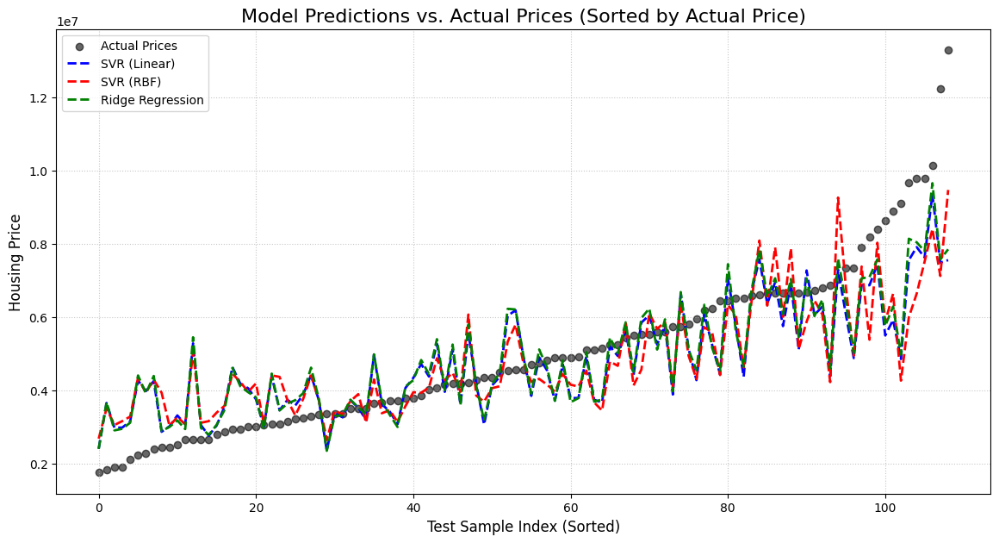 Model Predictions vs. Actual Prices (Sorted by Actual Price)
1e7
Actual Prices
SVR (Linear)
SVR (RBF)
Ridge Regression
Housing Price
1.2
1.0
0.8
0.6
0.4
0.2
0 20 40 60 80 100
Test Sample Index (Sorted)